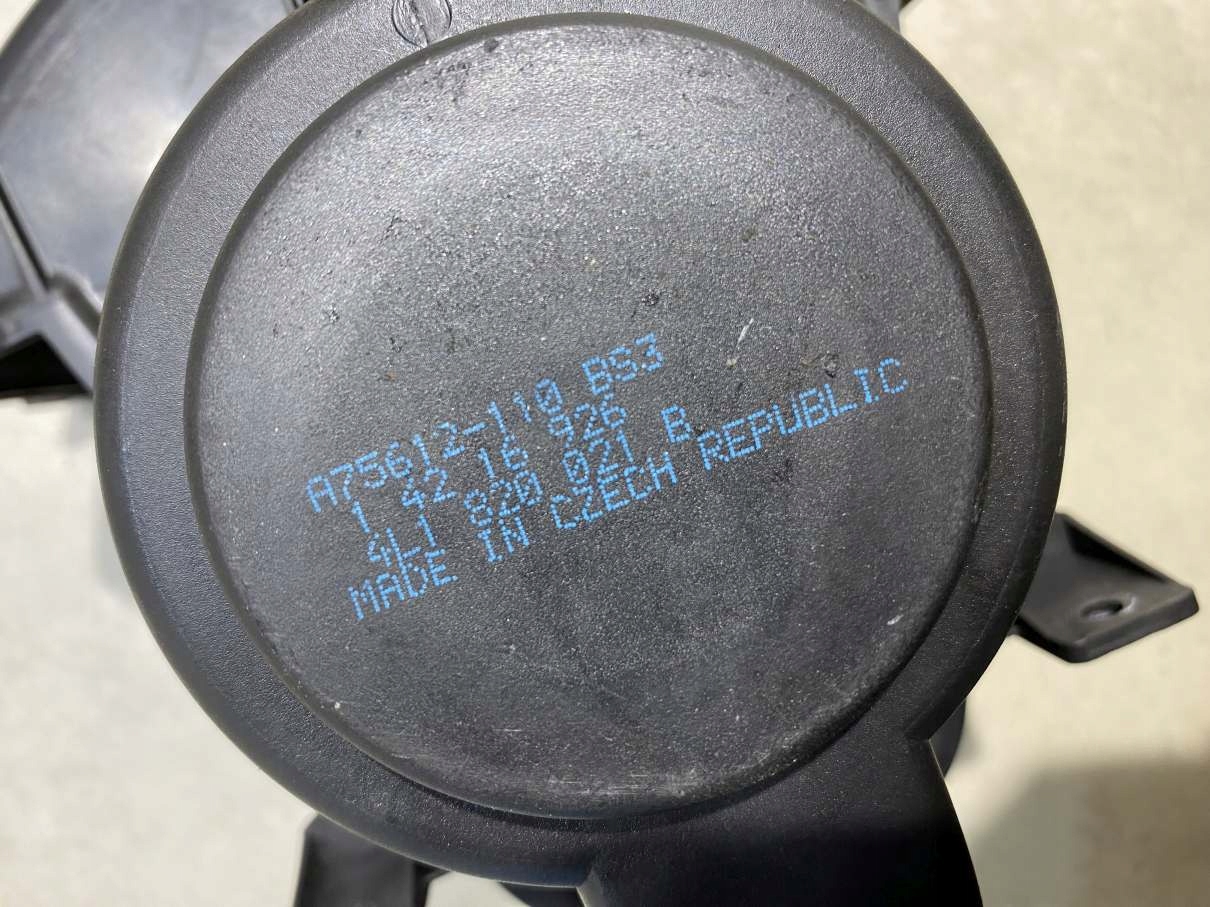 A75612-110 BS3
1 42 16 926
4L1 820 021 B
MADE IN CZECH REPUBLIC